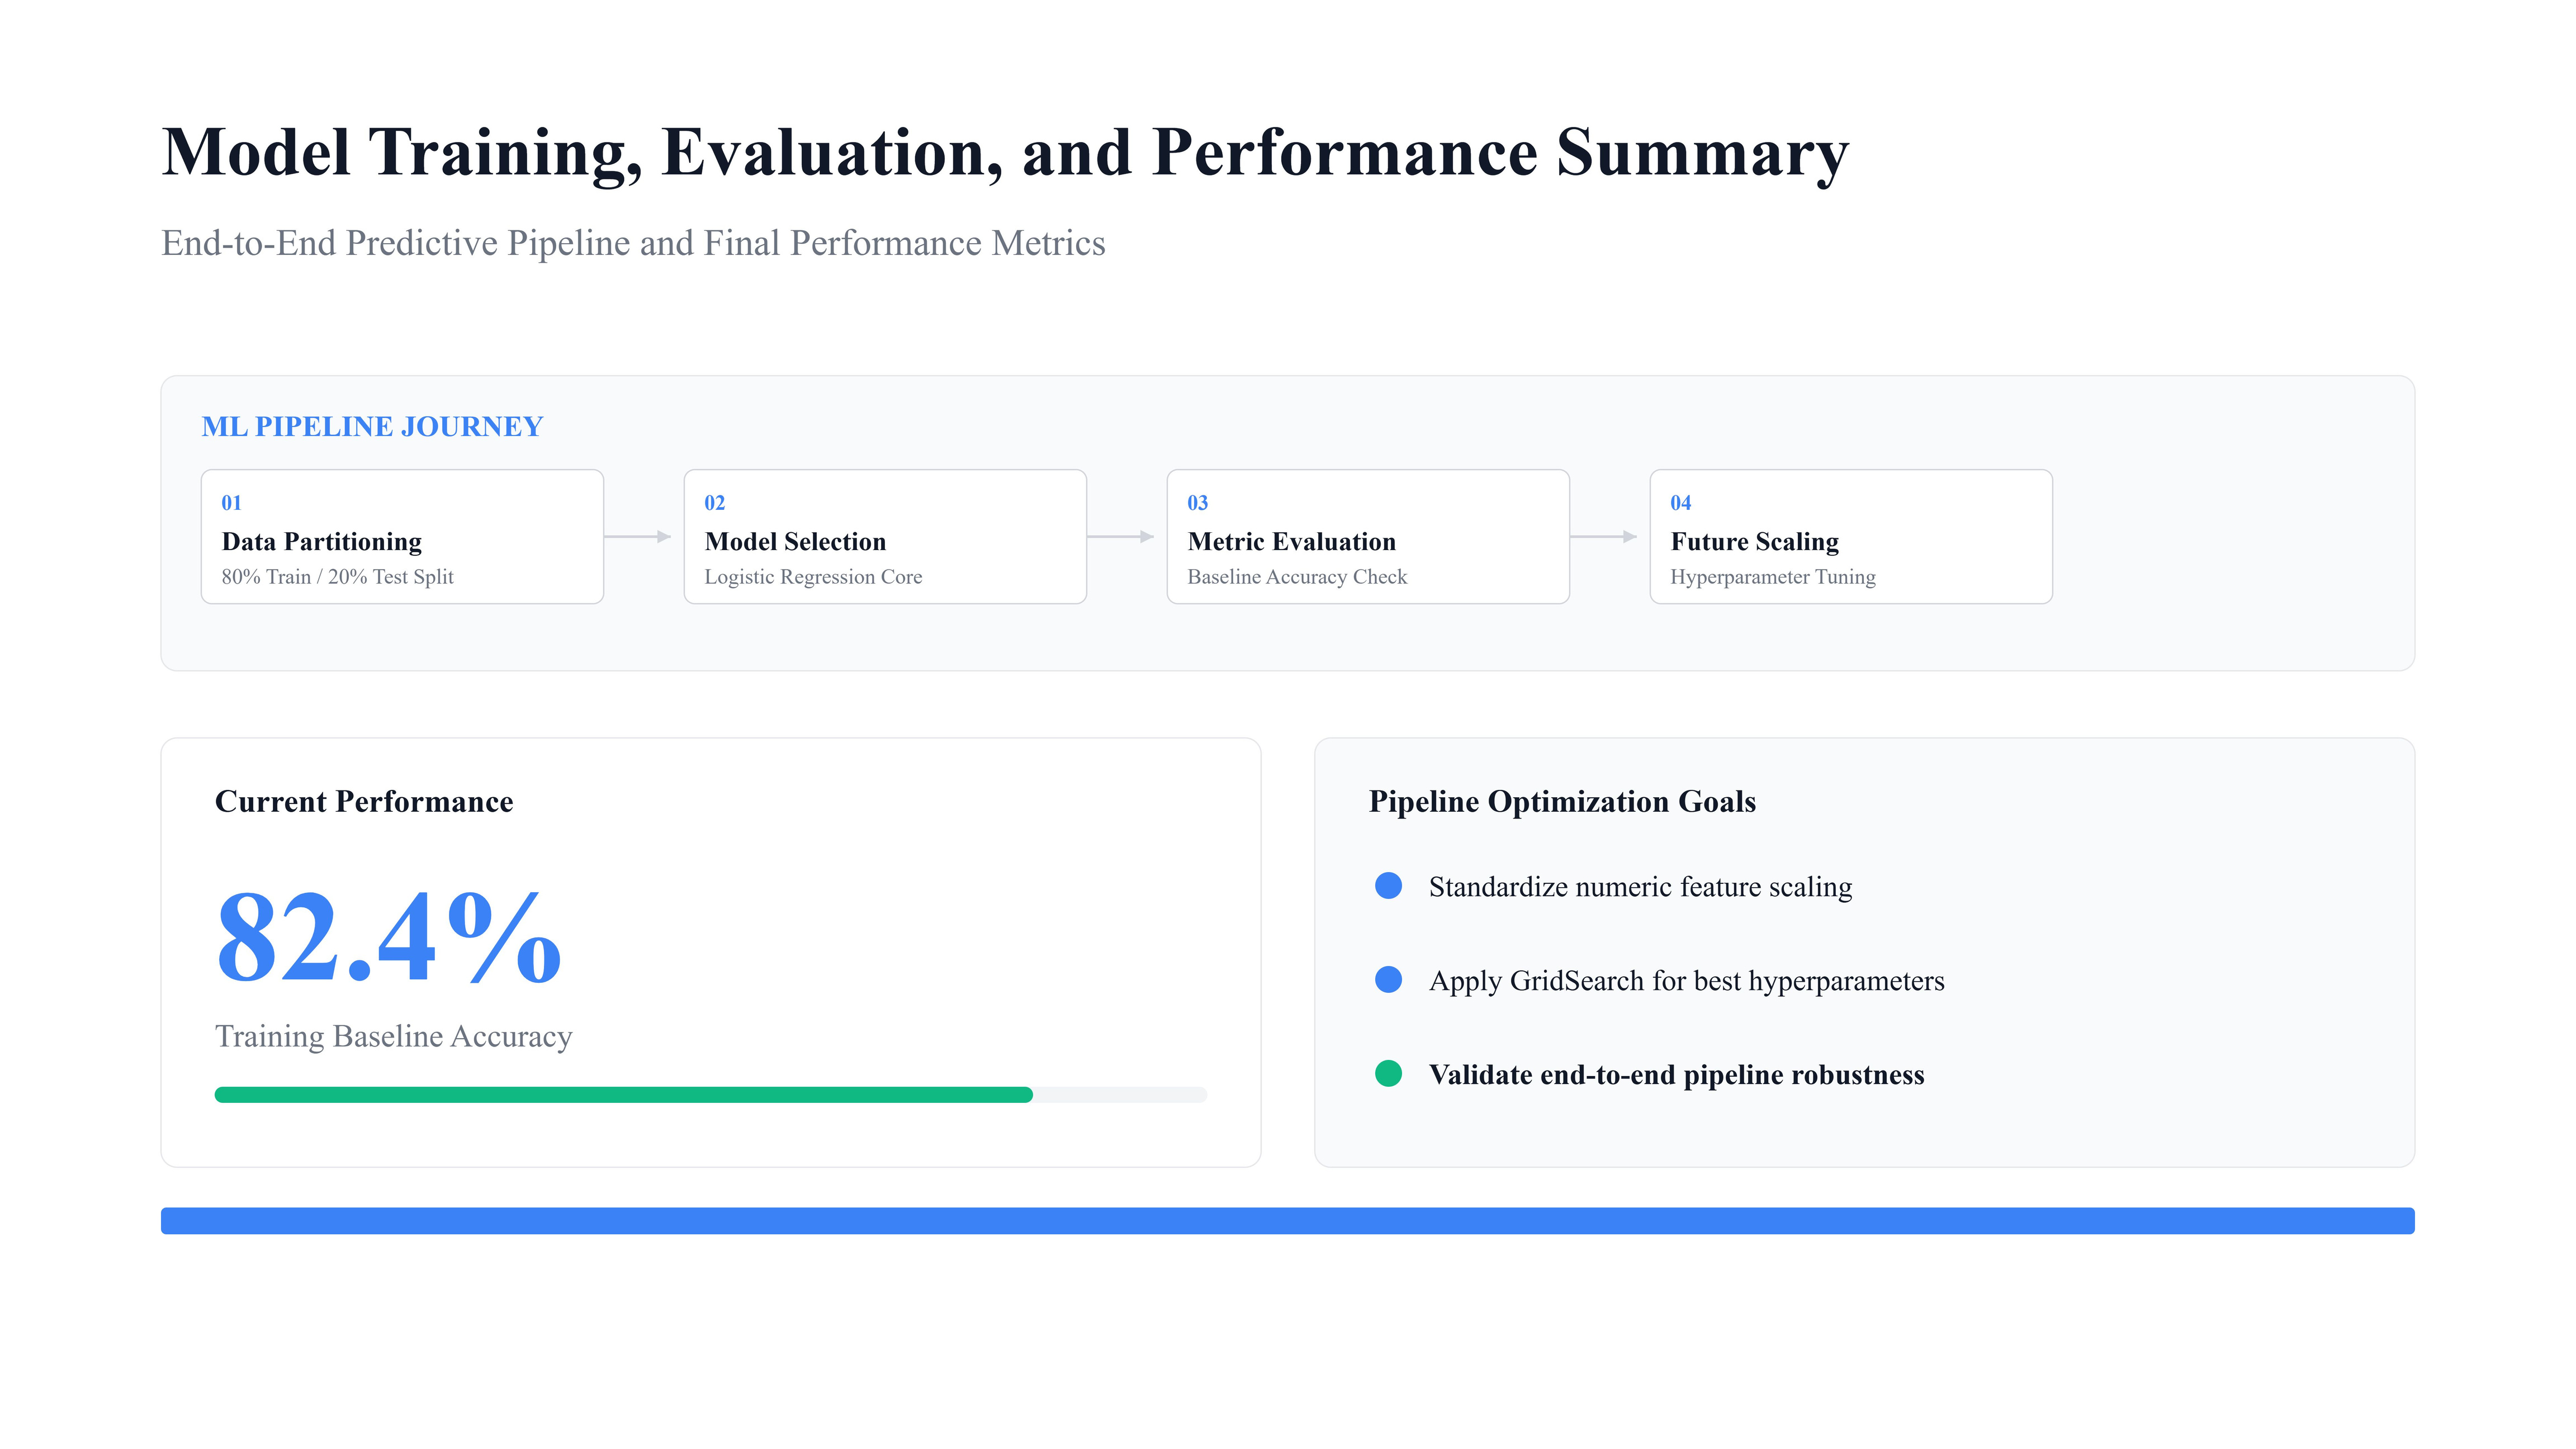 Model Training, Evaluation, and Performance Summary
End-to-End Predictive Pipeline and Final Performance Metrics
ML PIPELINE JOURNEY
01
Data Partitioning
80% Train / 20% Test Split
02
Model Selection
Logistic Regression Core
03
Metric Evaluation
Baseline Accuracy Check
04
Future Scaling
Hyperparameter Tuning
Current Performance
82.4%
Training Baseline Accuracy
Pipeline Optimization Goals
Standardize numeric feature scaling
Apply GridSearch for best hyperparameters
Validate end-to-end pipeline robustness